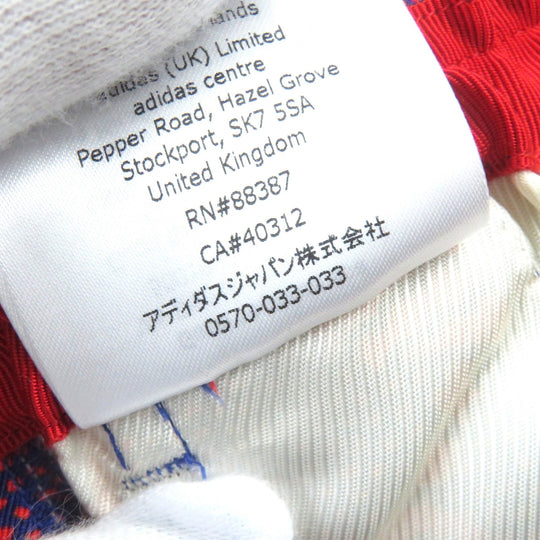 adidas (UK) Limited
adidas centre
Pepper Road, Hazel Grove
Stockport, SK7 5SA
United Kingdom
RN#88387
CA#40312
アディダスジャパン株式会社
0570-033-033